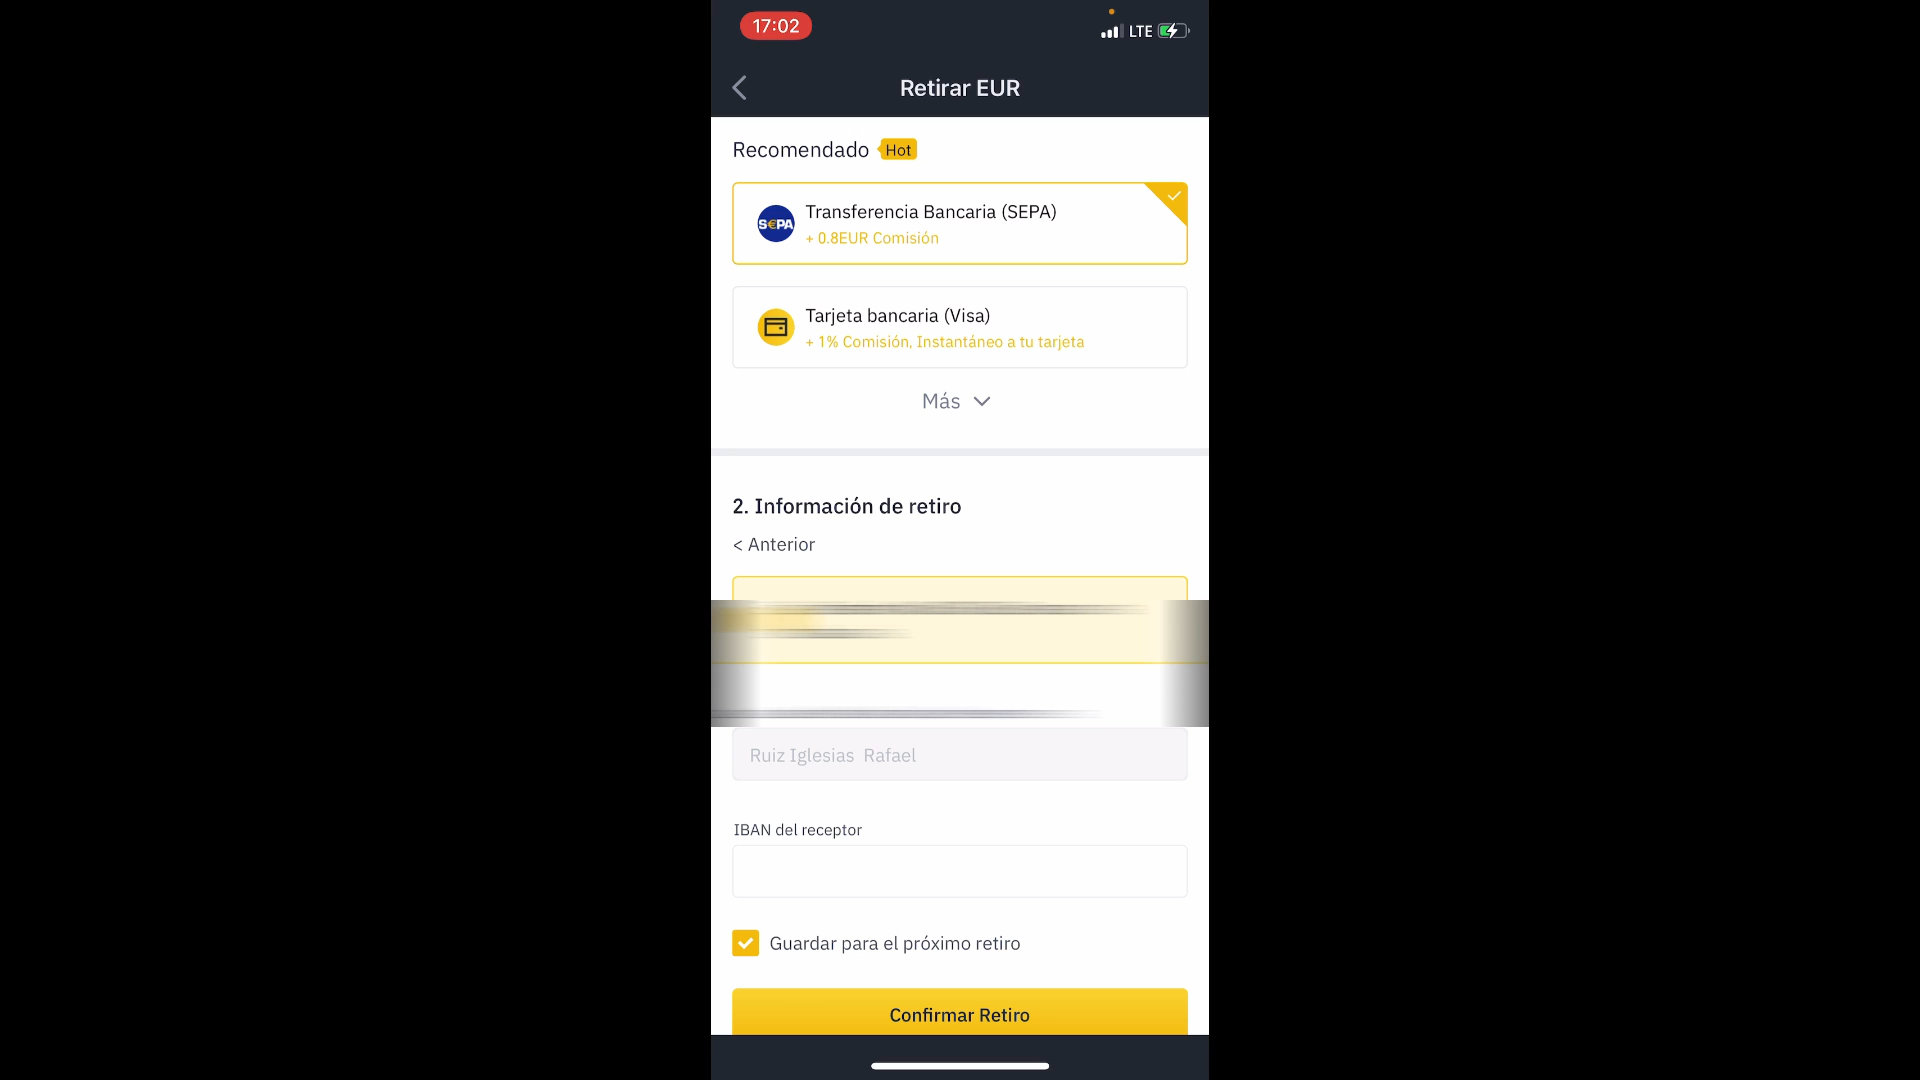 17:02
LTE
Retirar EUR
Recomendado Hot
S€PA
Transferencia Bancaria (SEPA)
+ 0.8EUR Comisión
Tarjeta bancaria (Visa)
+ 1% Comisión, Instantáneo a tu tarjeta
Más
2. Información de retiro
< Anterior
Ruiz Iglesias Rafael
IBAN del receptor
Guardar para el próximo retiro
Confirmar Retiro